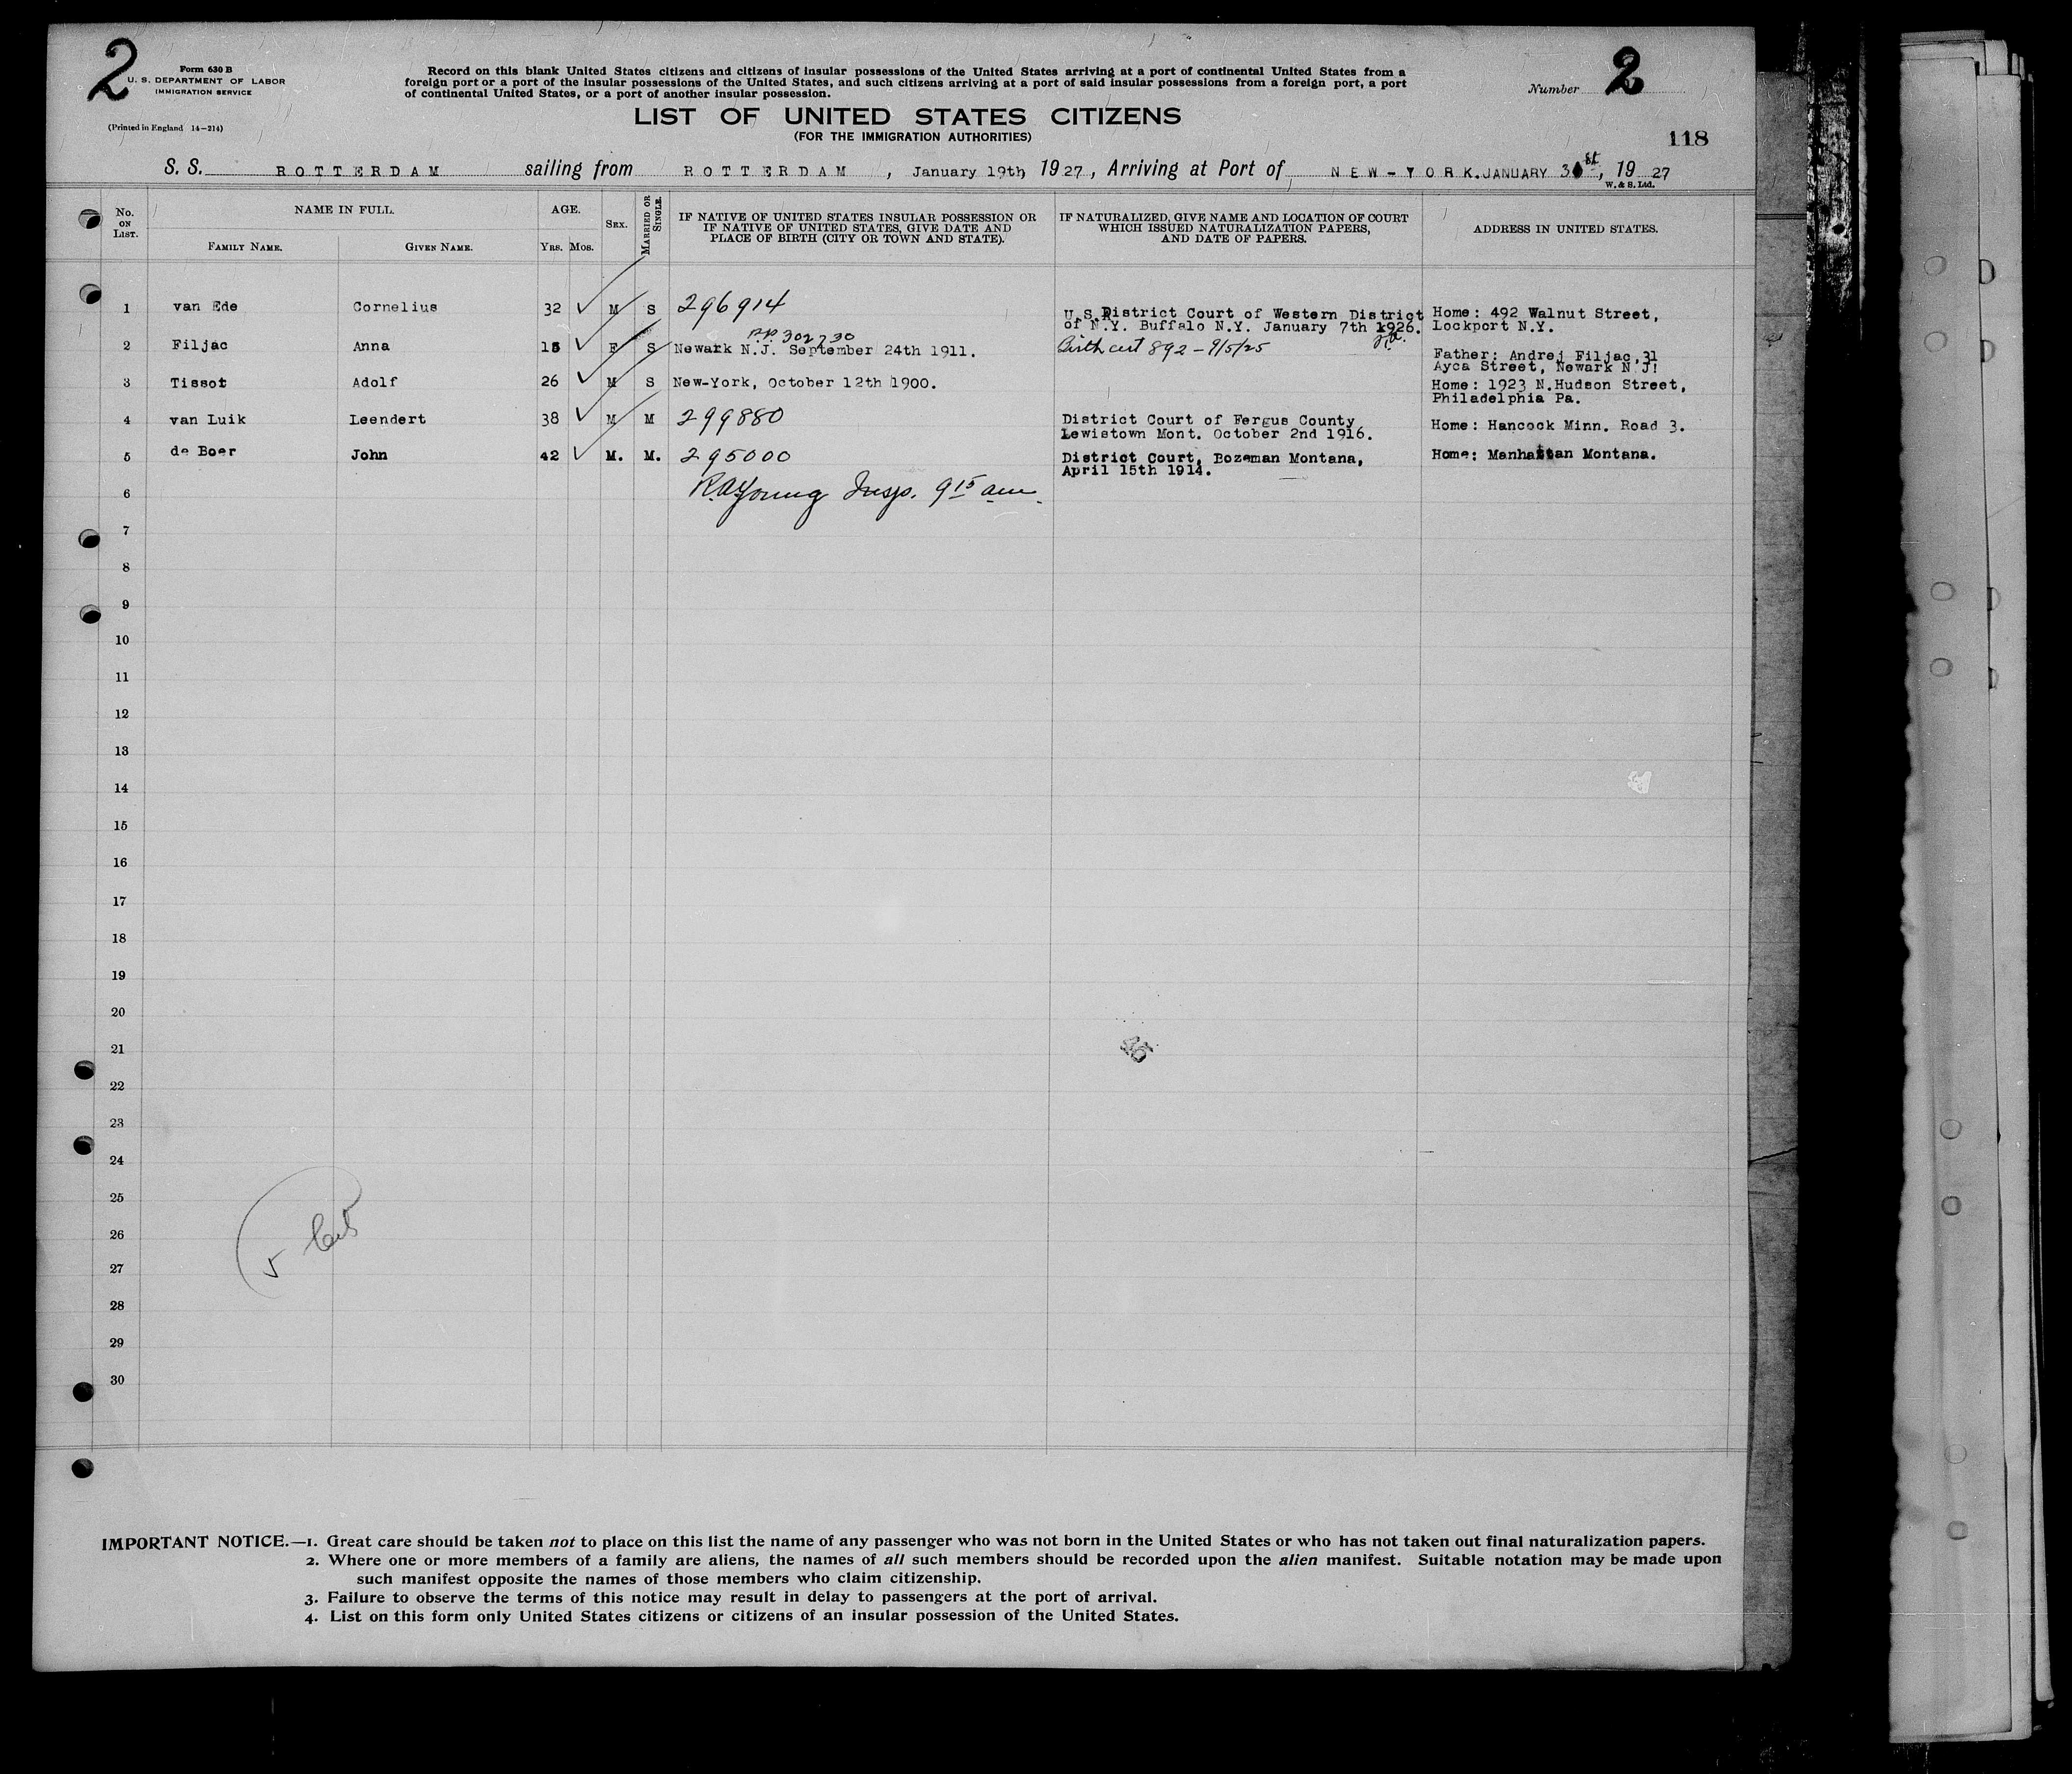 2
Form 630 B
U. S. DEPARTMENT OF LABOR
IMMIGRATION SERVICE
(Printed in England 14—214)
Record on this blank United States citizens and citizens of insular possessions of the United States arriving at a port of continental United States from a
foreign port or a port of the insular possessions of the United States, and such citizens arriving at a port of said insular possessions from a foreign port, a port
of continental United States, or a port of another insular possession.
Number 2
LIST OF UNITED STATES CITIZENS
(FOR THE IMMIGRATION AUTHORITIES)
118
S. S. ROTTERDAM sailing from ROTTERDAM, January 19th, 1927, Arriving at Port of NEW-YORK. JANUARY 31st, 1927
W. & S. Ltd.
No. ON LIST.
NAME IN FULL.
FAMILY NAME. GIVEN NAME.
AGE.
YRS. MOS.
SEX.
MARRIED OR SINGLE.
IF NATIVE OF UNITED STATES INSULAR POSSESSION OR
IF NATIVE OF UNITED STATES, GIVE DATE AND
PLACE OF BIRTH (CITY OR TOWN AND STATE).
IF NATURALIZED, GIVE NAME AND LOCATION OF COURT
WHICH ISSUED NATURALIZATION PAPERS,
AND DATE OF PAPERS.
ADDRESS IN UNITED STATES.
1 van Ede Cornelius 32 M S 296914
U.S. District Court of Western District
of N.Y. Buffalo N.Y. January 7th 1926.
Home: 492 Walnut Street,
Lockport N.Y.
P.P. 302730
2 Filjac Anna 15 F S Newark N.J. September 24th 1911. Birth cert 892 - 9/5/25
Father: Andrej Filjac, 31
Ayca Street, Newark N.J!
3 Tissot Adolf 26 M S New-York, October 12th 1900.
Home: 1923 N.Hudson Street,
Philadelphia Pa.
4 van Luik Leendert 38 M M 299880
District Court of Fergus County
Lewistown Mont. October 2nd 1916.
Home: Hancock Minn. Road 3.
5 de Boer John 42 M. M. 295000
District Court, Bozeman Montana,
April 15th 1914.
Home: Manhattan Montana.
6 R.A. Young Insp. 9 15 am.
7
8
9
10
11
12
13
14
15
16
17
18
19
20
21
22
23
24
25
26
27
28
29
30
5
IMPORTANT NOTICE.—1. Great care should be taken not to place on this list the name of any passenger who was not born in the United States or who has not taken out final naturalization papers.
2. Where one or more members of a family are aliens, the names of all such members should be recorded upon the alien manifest. Suitable notation may be made upon
such manifest opposite the names of those members who claim citizenship.
3. Failure to observe the terms of this notice may result in delay to passengers at the port of arrival.
4. List on this form only United States citizens or citizens of an insular possession of the United States.